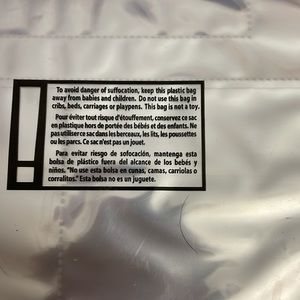 To avoid danger of suffocation, keep this plastic bag
away from babies and children. Do not use this bag in
cribs, beds, carriages or playpens. This bag is not a toy.
Pour éviter tout risque d'étouffement, conservez ce sac
en plastique hors de portée des bébés et des enfants. Ne
pas utiliser ce sac dans les berceaux, les lits, les poussettes
ou les parcs. Ce sac n'est pas un jouet.
Para evitar riesgo de sofocación, mantenga esta
bolsa de plástico fuera del alcance de los bebés y
niños. "No use esta bolsa en cunas, camas, carriolas o
corralitos." Esta bolsa no es un juguete.